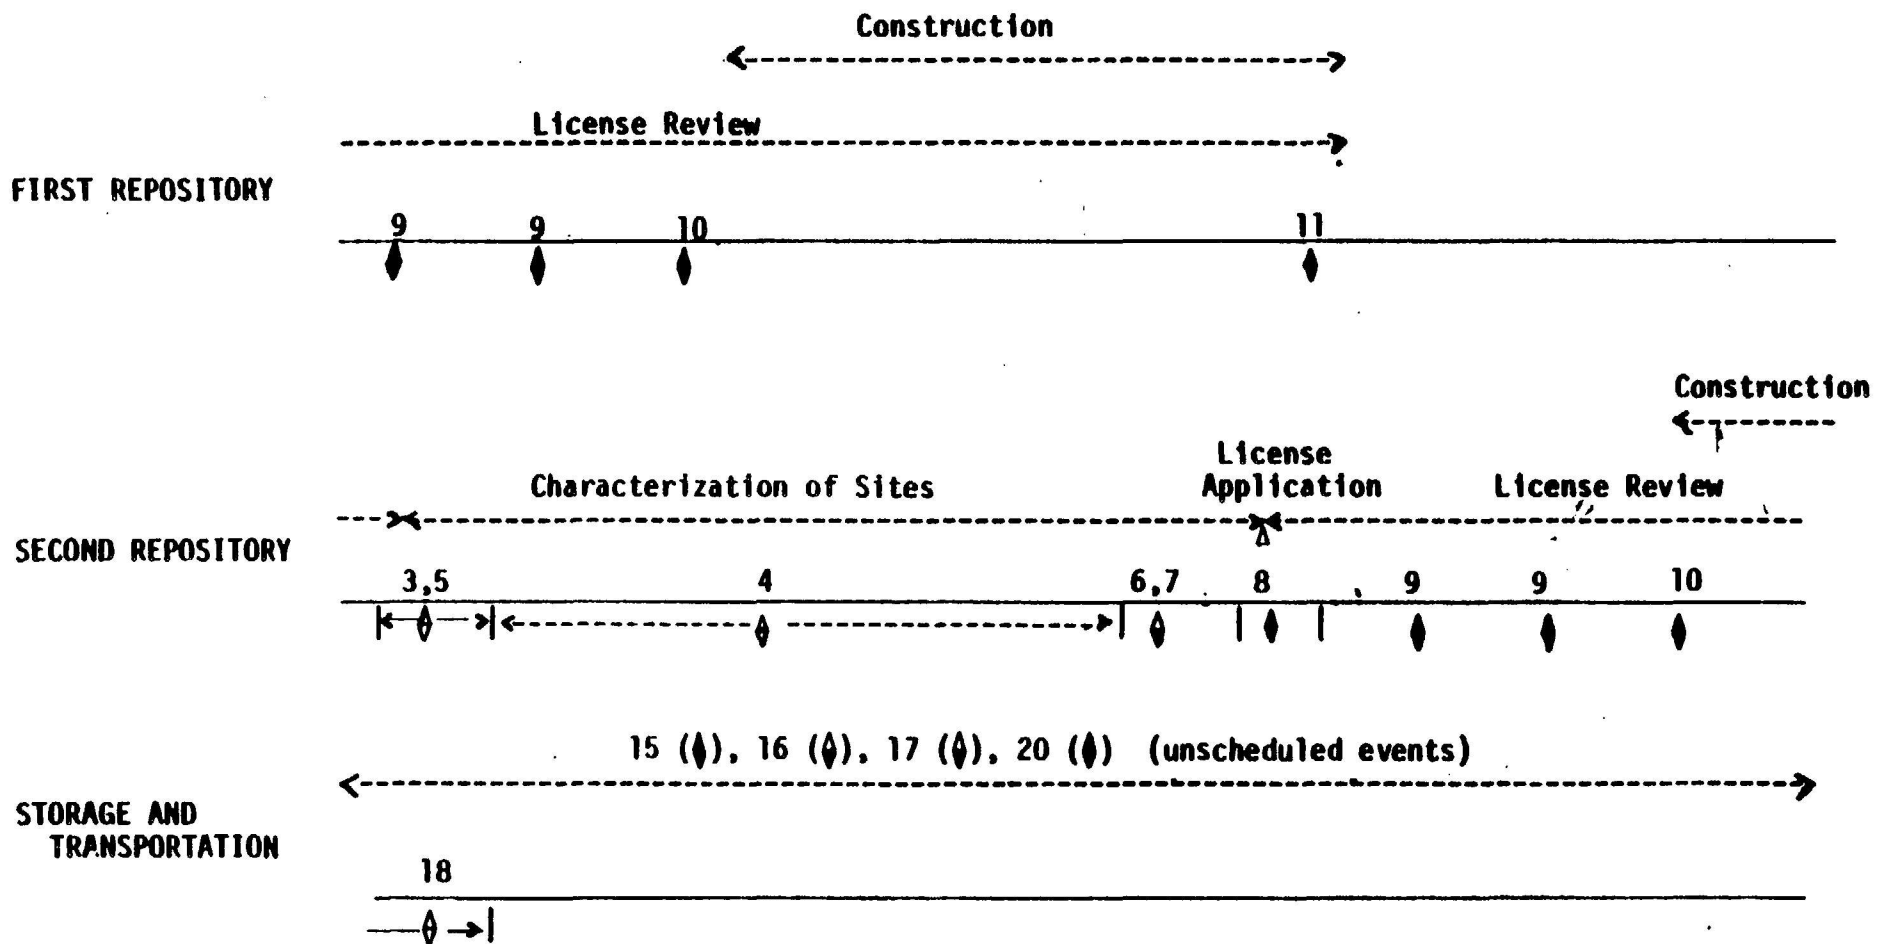 Construction
License Review
FIRST REPOSITORY
9 9 10 11
Construction
License
Application
Characterization of Sites
License Review
SECOND REPOSITORY
3,5 4 6,7 8 9 9 10
15 (), 16 (), 17 (), 20 () (unscheduled events)
STORAGE AND
TRANSPORTATION
18